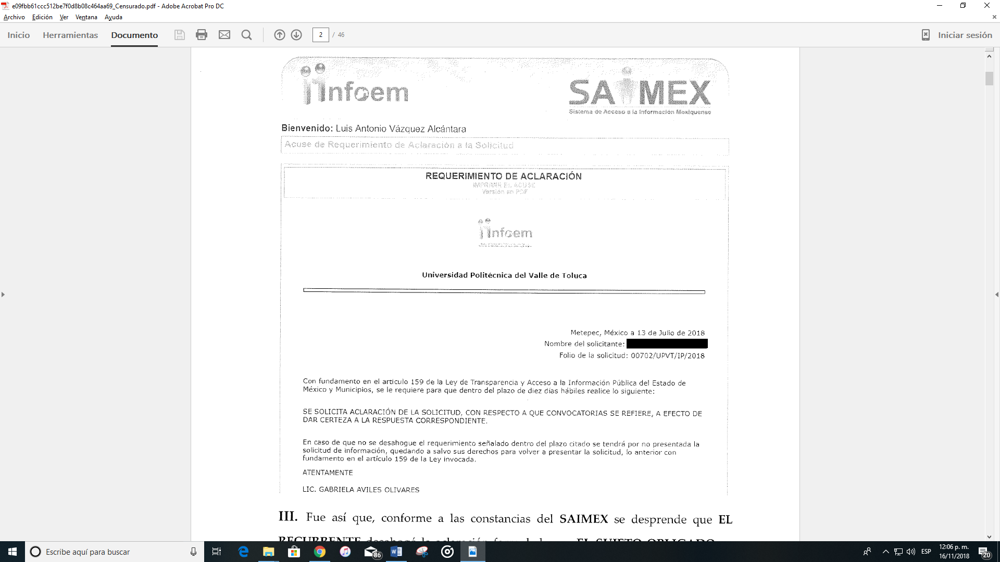 e09fbb61ccc512be7f0d8b08c464aa69_Censurado.pdf - Adobe Acrobat Pro DC
Archivo Edición Ver Ventana Ayuda
Inicio Herramientas Documento 2 / 46 Iniciar sesión
infoem SAIMEX
Sistema de Acceso a la Información Mexiquense
Bienvenido: Luis Antonio Vázquez Alcántara
Acuse de Requerimiento de Aclaración a la Solicitud
REQUERIMIENTO DE ACLARACIÓN
IMPRIMIR EL ACUSE
Versión en PDF
infoem
Universidad Politécnica del Valle de Toluca
Metepec, México a 13 de Julio de 2018
Nombre del solicitante:
Folio de la solicitud: 00702/UPVT/IP/2018
Con fundamento en el articulo 159 de la Ley de Transparencia y Acceso a la Información Pública del Estado de
México y Municipios, se le requiere para que dentro del plazo de diez días hábiles realice lo siguiente:
SE SOLICITA ACLARACIÓN DE LA SOLICITUD, CON RESPECTO A QUE CONVOCATORIAS SE REFIERE, A EFECTO DE
DAR CERTEZA A LA RESPUESTA CORRESPONDIENTE.
En caso de que no se desahogue el requerimiento señalado dentro del plazo citado se tendrá por no presentada la
solicitud de información, quedando a salvo sus derechos para volver a presentar la solicitud, lo anterior con
fundamento en el artículo 159 de la Ley invocada.
ATENTAMENTE
LIC. GABRIELA AVILES OLIVARES
III. Fue así que, conforme a las constancias del SAIMEX se desprende que EL
RECURRENTE desahogó la aclaración formulada por EL SUJETO OBLIGADO
Escribe aquí para buscar
86
ESP
12:06 p. m.
16/11/2018
20